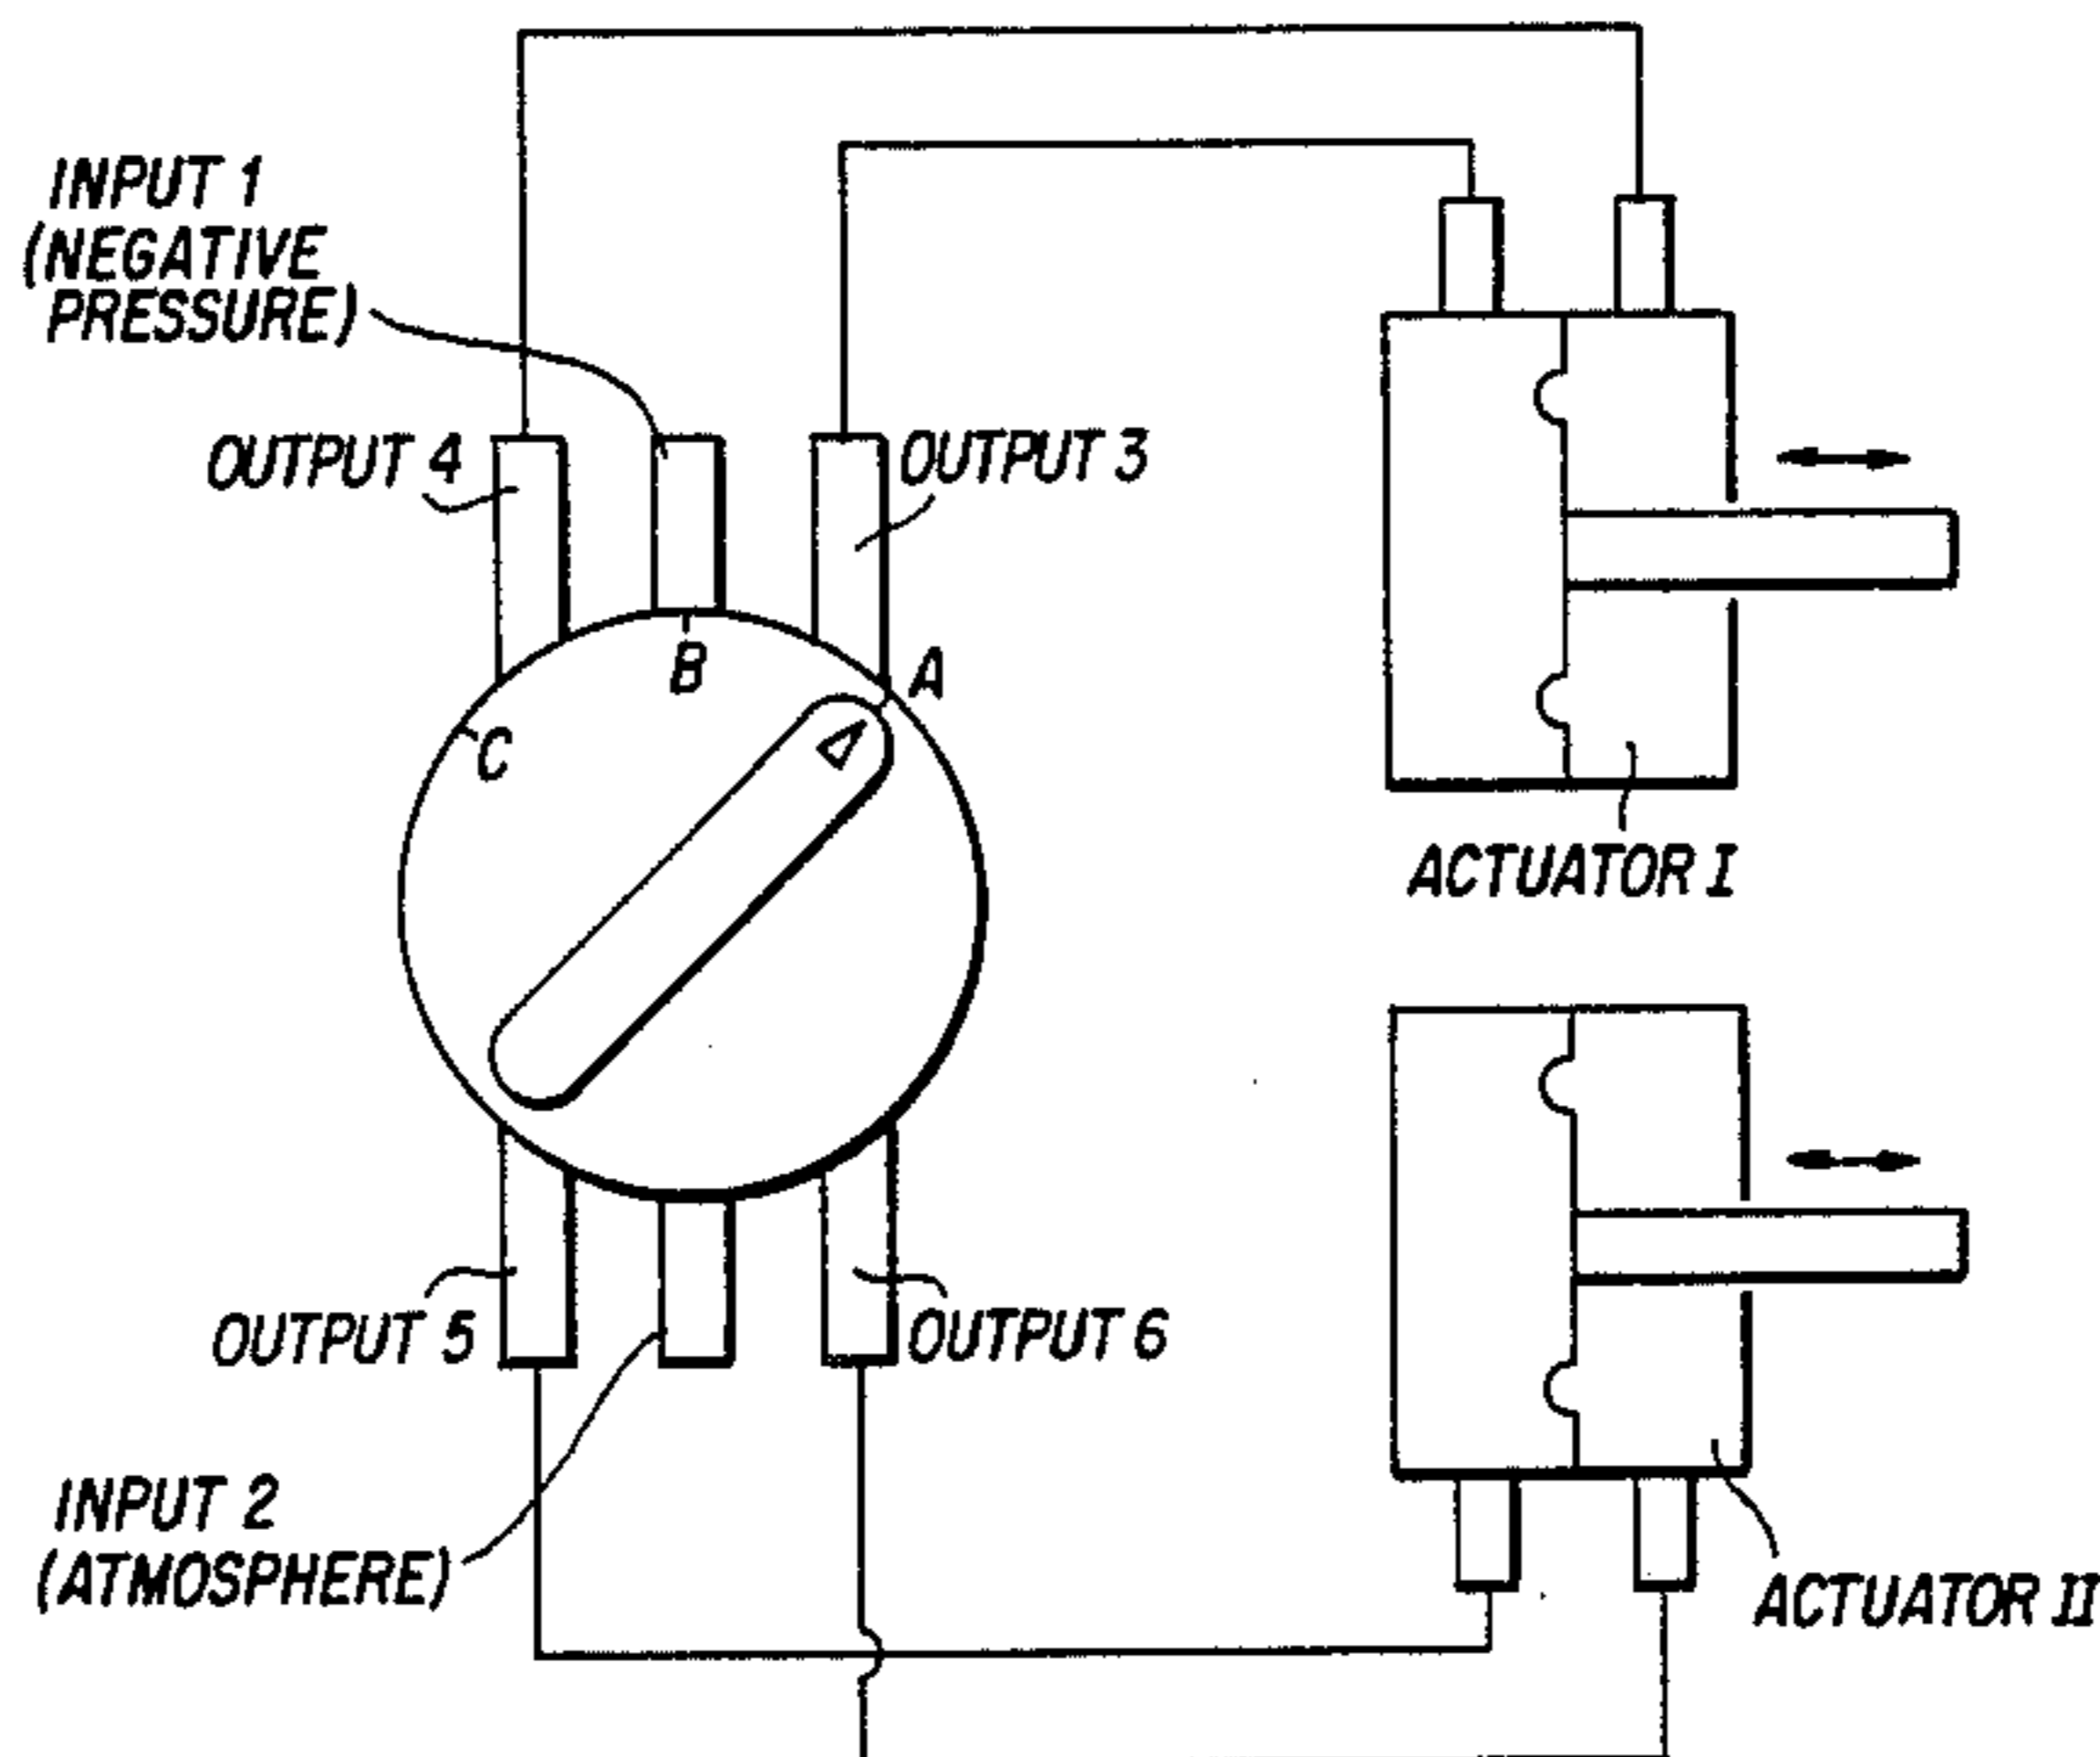 INPUT 1
(NEGATIVE
PRESSURE)
OUTPUT 4
OUTPUT 3
B
A
C
ACTUATOR I
OUTPUT 5
OUTPUT 6
INPUT 2
(ATMOSPHERE)
ACTUATOR II